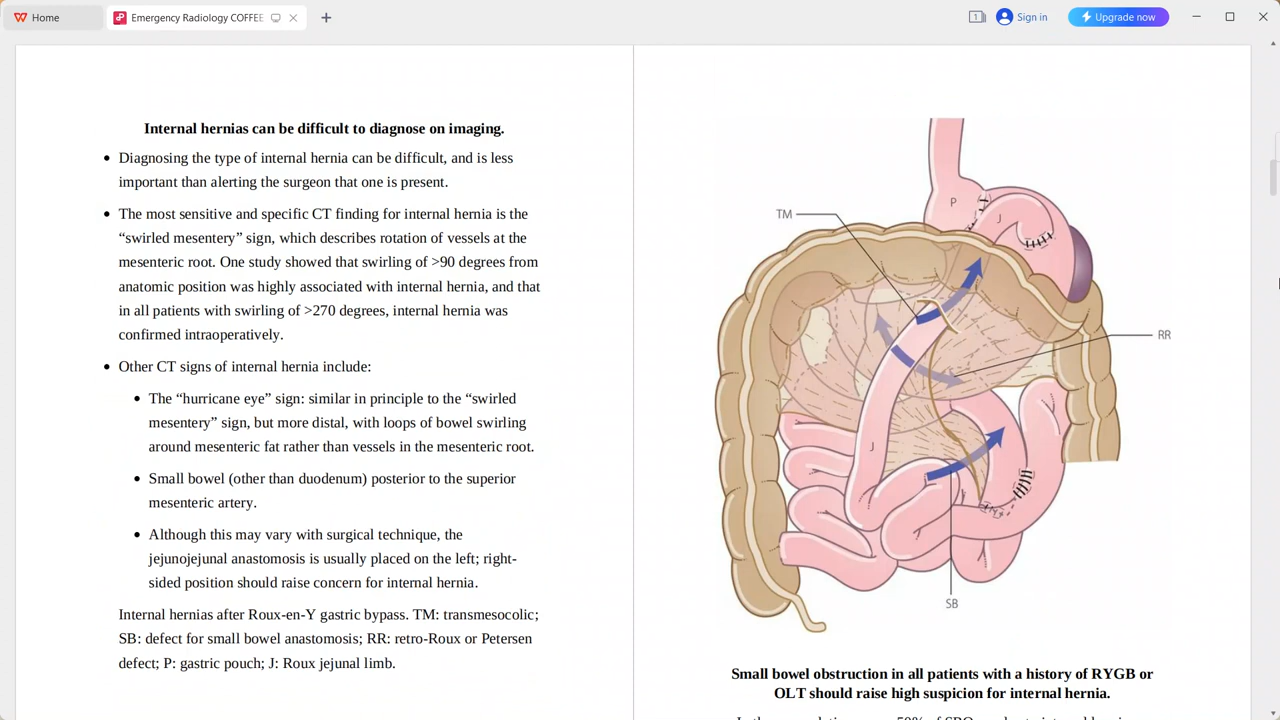 Home
Emergency Radiology COFFEE
1
Sign in
Upgrade now
Internal hernias can be difficult to diagnose on imaging.
• Diagnosing the type of internal hernia can be difficult, and is less
important than alerting the surgeon that one is present.
• The most sensitive and specific CT finding for internal hernia is the
“swirled mesentery” sign, which describes rotation of vessels at the
mesenteric root. One study showed that swirling of >90 degrees from
anatomic position was highly associated with internal hernia, and that
in all patients with swirling of >270 degrees, internal hernia was
confirmed intraoperatively.
• Other CT signs of internal hernia include:
• The “hurricane eye” sign: similar in principle to the “swirled
mesentery” sign, but more distal, with loops of bowel swirling
around mesenteric fat rather than vessels in the mesenteric root.
• Small bowel (other than duodenum) posterior to the superior
mesenteric artery.
• Although this may vary with surgical technique, the
jejunojejunal anastomosis is usually placed on the left; right-
sided position should raise concern for internal hernia.
Internal hernias after Roux-en-Y gastric bypass. TM: transmesocolic;
SB: defect for small bowel anastomosis; RR: retro-Roux or Petersen
defect; P: gastric pouch; J: Roux jejunal limb.
P
J
TM
RR
J
SB
Small bowel obstruction in all patients with a history of RYGB or
OLT should raise high suspicion for internal hernia.